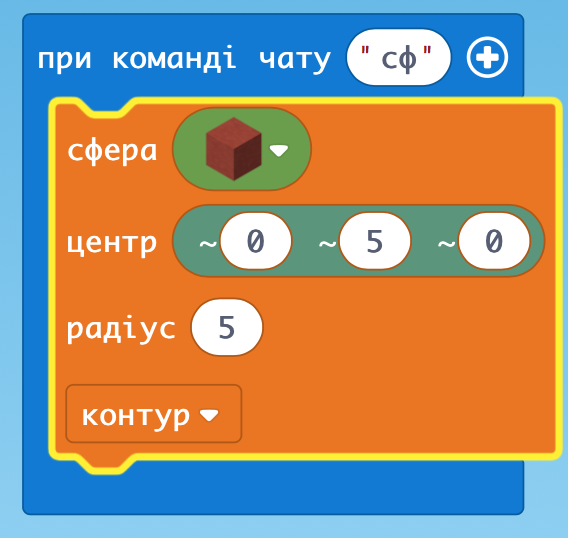 при команді чату "сф"
сфера
центр ~0 ~5 ~0
радіус 5
контур